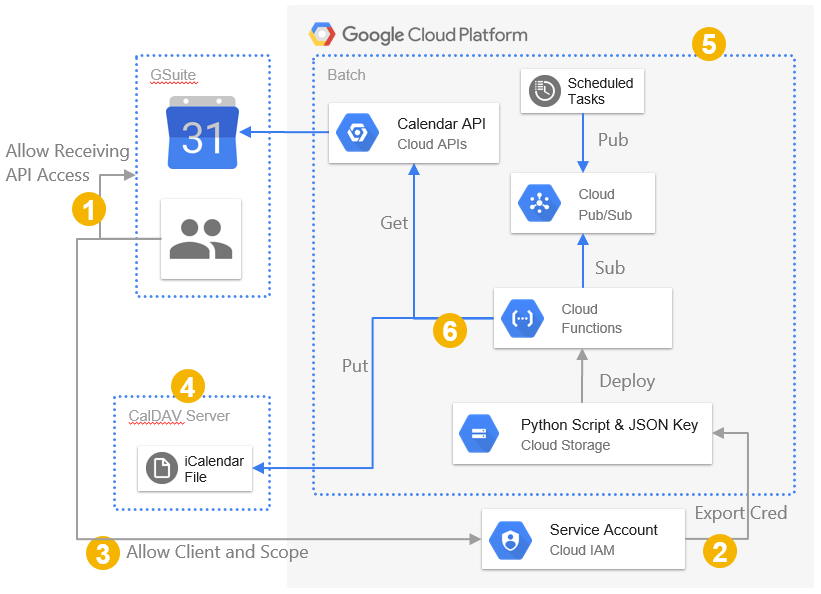 Google Cloud Platform
5
GSuite
Batch
31
Scheduled
Tasks
Calendar API
Cloud APIs
Pub
Allow Receiving
API Access
1
Cloud
Pub/Sub
Get
Sub
Cloud
Functions
6
Put
4
Deploy
CalDAV Server
Python Script & JSON Key
Cloud Storage
iCalendar
File
Export Cred
Service Account
Cloud IAM
2
3
Allow Client and Scope